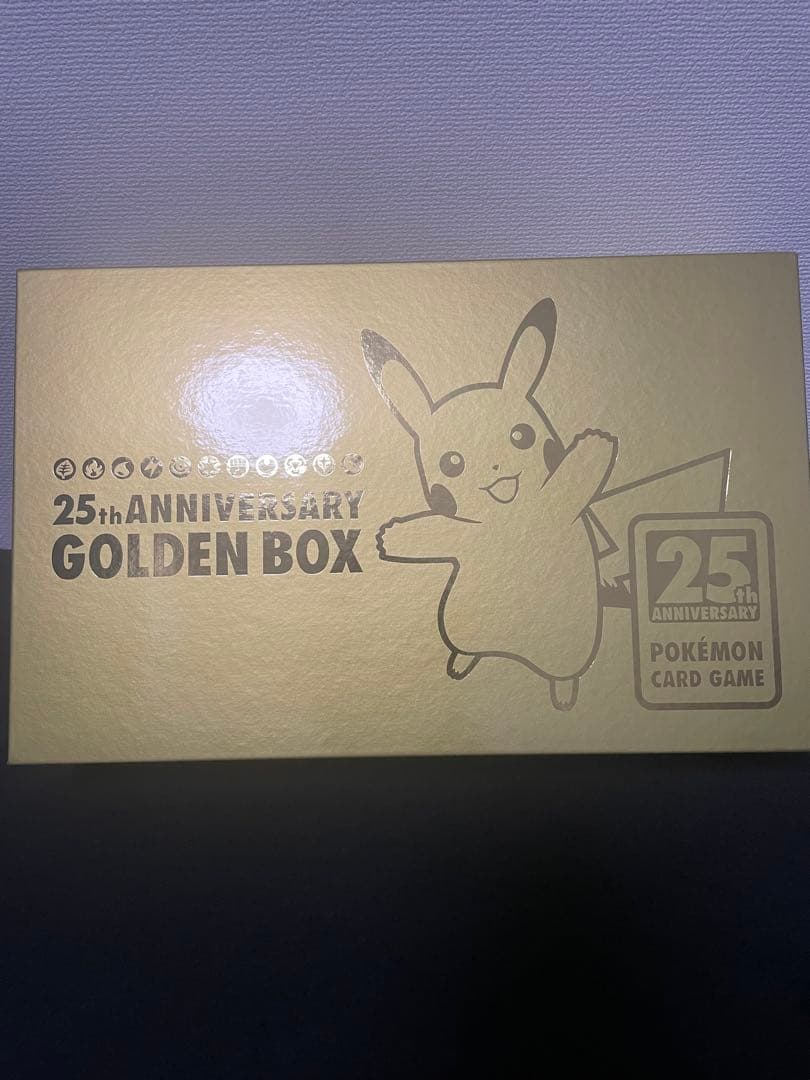 25th ANNIVERSARY
GOLDEN BOX
25th
ANNIVERSARY
POKÉMON
CARD GAME